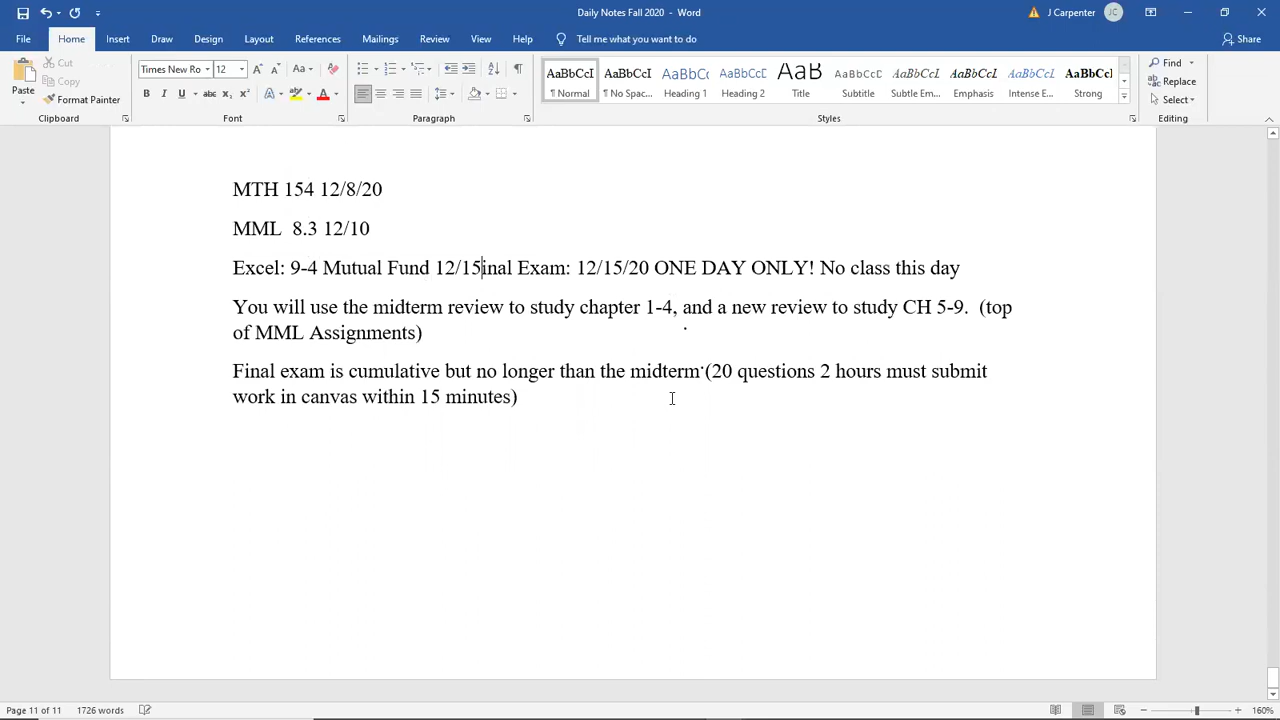 Daily Notes Fall 2020 - Word
J Carpenter JC
File Home Insert Draw Design Layout References Mailings Review View Help Tell me what you want to do Share
Paste Cut Copy Format Painter
Times New Ro 12
AaBbCcI AaBbCcI AaBbCc AaBbCcI AaB AaBbCcI AaBbCcI AaBbCcI AaBbCcI AaBbCcI
¶ Normal ¶ No Spac... Heading 1 Heading 2 Title Subtitle Subtle Em... Emphasis Intense E... Strong
Find Replace Select
Clipboard Font Paragraph Styles Editing
MTH 154 12/8/20
MML 8.3 12/10
Excel: 9-4 Mutual Fund 12/15inal Exam: 12/15/20 ONE DAY ONLY! No class this day
You will use the midterm review to study chapter 1-4, and a new review to study CH 5-9. (top
of MML Assignments)
Final exam is cumulative but no longer than the midterm (20 questions 2 hours must submit
work in canvas within 15 minutes)
Page 11 of 11 1726 words 160%